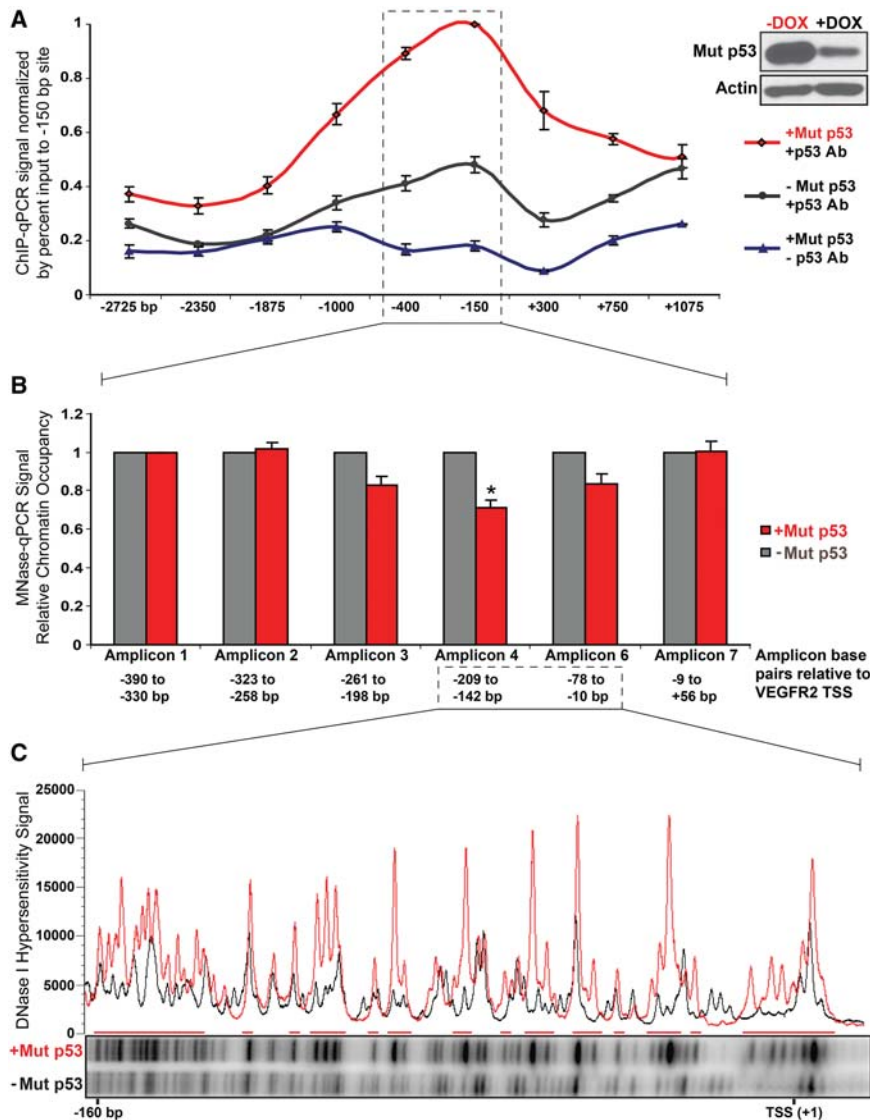 A
ChIP-qPCR signal normalized
by percent input to -150 bp site
1
0.8
0.6
0.4
0.2
0
-2725 bp
-2350
-1875
-1000
-400
-150
+300
+750
+1075
-DOX +DOX
Mut p53
Actin
+Mut p53
+p53 Ab
- Mut p53
+p53 Ab
+Mut p53
- p53 Ab
B
MNase-qPCR Signal
Relative Chromatin Occupancy
1.2
1
0.8
0.6
0.4
0.2
0
*
+Mut p53
-Mut p53
Amplicon 1
Amplicon 2
Amplicon 3
Amplicon 4
Amplicon 6
Amplicon 7
-390 to
-330 bp
-323 to
-258 bp
-261 to
-198 bp
-209 to
-142 bp
-78 to
-10 bp
-9 to
+56 bp
Amplicon base
pairs relative to
VEGFR2 TSS
C
DNase I Hypersensitivity Signal
25000
20000
15000
10000
5000
0
+Mut p53
-Mut p53
-160 bp
TSS (+1)